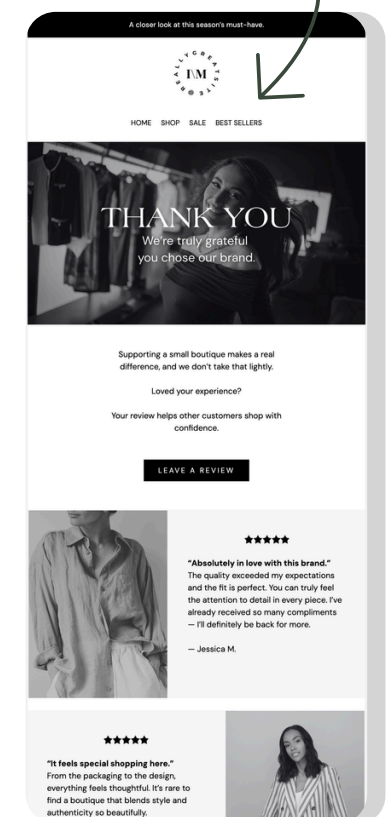 A closer look at this season's must-have.
@REALLYGREATSITE
I\M
HOME SHOP SALE BEST SELLERS
THANK YOU
We're truly grateful
you chose our brand.
Supporting a small boutique makes a real
difference, and we don't take that lightly.
Loved your experience?
Your review helps other customers shop with
confidence.
LEAVE A REVIEW
"Absolutely in love with this brand."
The quality exceeded my expectations
and the fit is perfect. You can truly feel
the attention to detail in every piece. I've
already received so many compliments
— I'll definitely be back for more.
— Jessica M.
"It feels special shopping here."
From the packaging to the design,
everything feels thoughtful. It's rare to
find a boutique that blends style and
authenticity so beautifully.